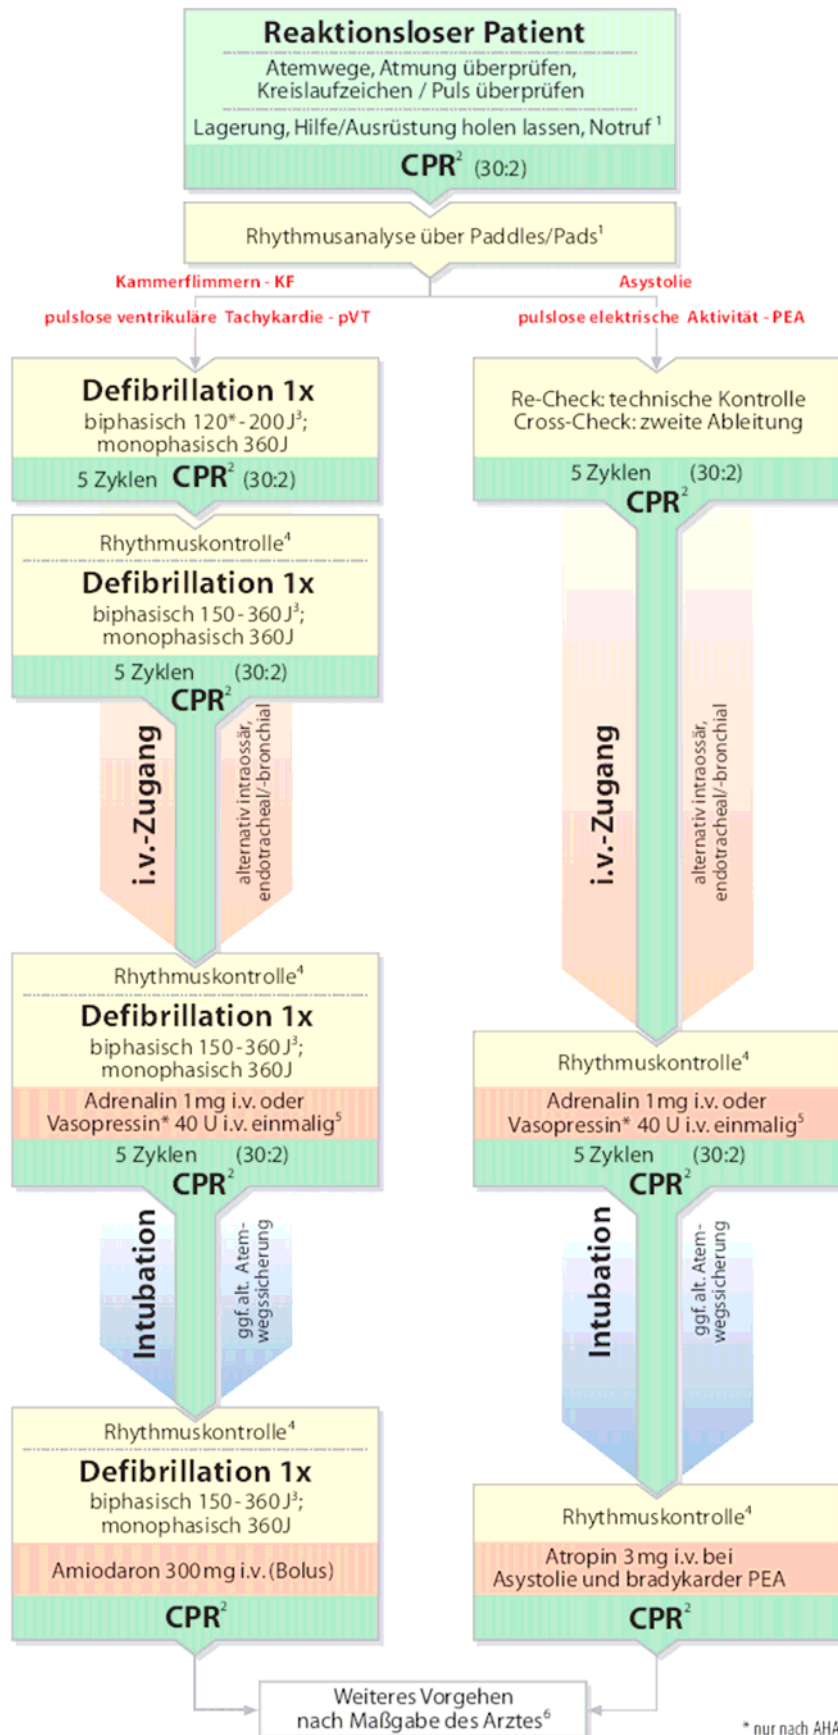 Reaktionsloser Patient
Atemwege, Atmung überprüfen,
Kreislaufzeichen / Puls überprüfen
Lagerung, Hilfe/Ausrüstung holen lassen, Notruf¹
CPR² (30:2)
Rhythmusanalyse über Paddles/Pads¹
Kammerflimmern - KF
pulslose ventrikuläre Tachykardie - pVT
Asystolie
pulslose elektrische Aktivität - PEA
Defibrillation 1x
biphasisch 120*- 200J³;
monophasisch 360J
5 Zyklen CPR² (30:2)
Rhythmuskontrolle⁴
Defibrillation 1x
biphasisch 150-360J³;
monophasisch 360J
5 Zyklen (30:2)
CPR²
i.v.-Zugang
alternativ intraossär,
endotracheal/-bronchial
Rhythmuskontrolle⁴
Defibrillation 1x
biphasisch 150-360J³;
monophasisch 360J
Adrenalin 1mg i.v. oder
Vasopressin* 40 U i.v. einmalig⁵
5 Zyklen (30:2)
CPR²
Intubation
ggf. alt. Atem-
wegssicherung
Rhythmuskontrolle⁴
Defibrillation 1x
biphasisch 150-360J³;
monophasisch 360J
Amiodaron 300mg i.v. (Bolus)
CPR²
Re-Check: technische Kontrolle
Cross-Check: zweite Ableitung
5 Zyklen (30:2)
CPR²
i.v.-Zugang
alternativ intraossär,
endotracheal/-bronchial
Rhythmuskontrolle⁴
Adrenalin 1mg i.v. oder
Vasopressin* 40 U i.v. einmalig⁵
5 Zyklen (30:2)
CPR²
Intubation
ggf. alt. Atem-
wegssicherung
Rhythmuskontrolle⁴
Atropin 3mg i.v. bei
Asystolie und bradykarder PEA
CPR²
Weiteres Vorgehen
nach Maßgabe des Arztes⁶
* nur nach AHA